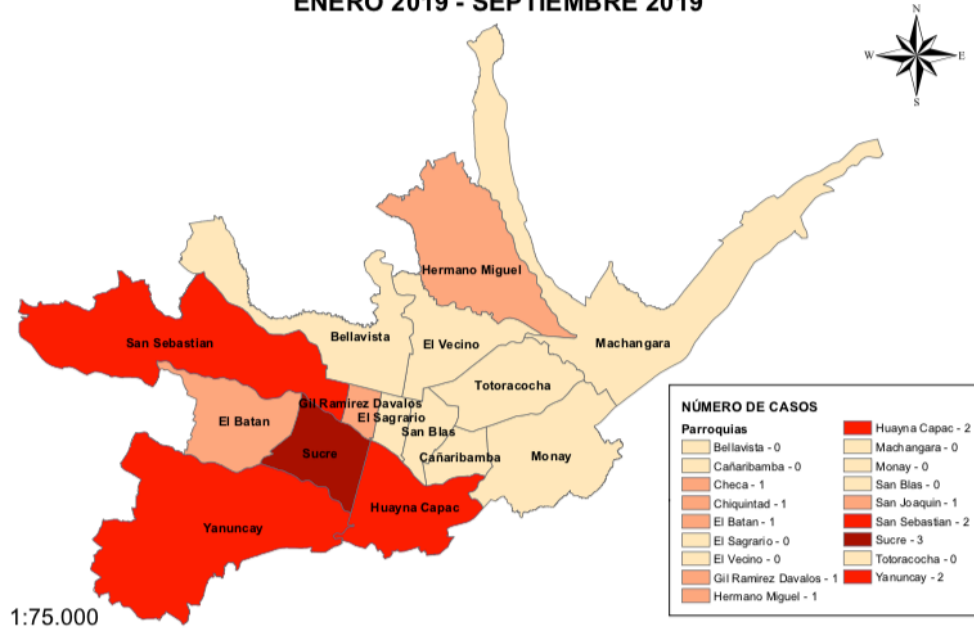 ENERO 2019 - SEPTIEMBRE 2019
N
W
E
S
Hermano Miguel
Bellavista
San Sebastian
El Vecino
Machangara
Totoracocha
Gil Ramirez Davalos
El Sagrario
El Batan
San Blas
Sucre
Cañaribamba
Monay
Huayna Capac
Yanuncay
1:75.000
NÚMERO DE CASOS
Parroquias
Bellavista - 0
Cañaribamba - 0
Checa - 1
Chiquintad - 1
El Batan - 1
El Sagrario - 0
El Vecino - 0
Gil Ramirez Davalos - 1
Hermano Miguel - 1
Huayna Capac - 2
Machangara - 0
Monay - 0
San Blas - 0
San Joaquin - 1
San Sebastian - 2
Sucre - 3
Totoracocha - 0
Yanuncay - 2